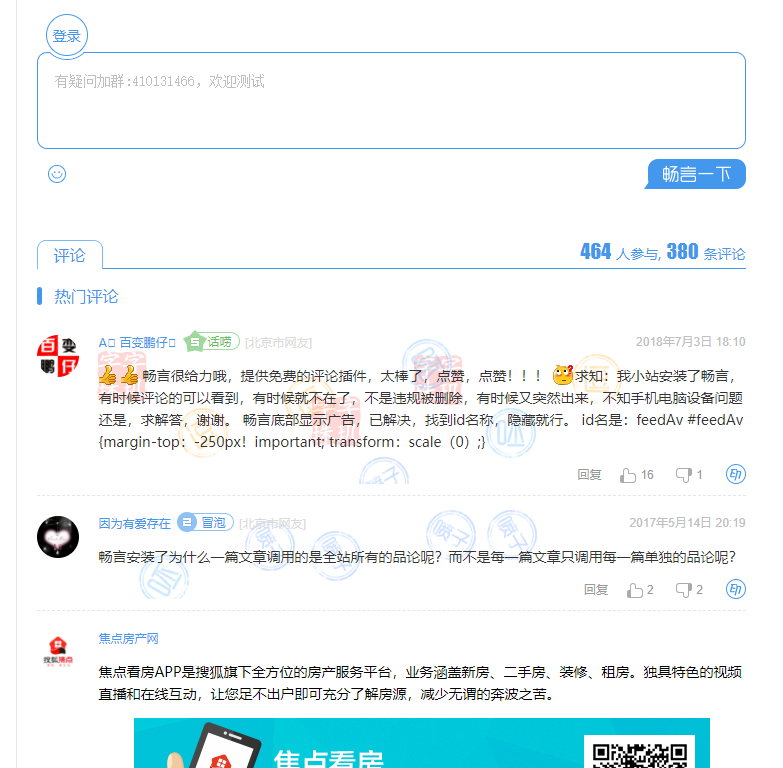 登录
有疑问加群:410131466，欢迎测试
畅言一下
评论
464 人参与, 380 条评论
热门评论
A 百变鹏仔 5 话唠 [北京市网友] 2018年7月3日 18:10
👍👍畅言很给力哦，提供免费的评论插件，太棒了，点赞，点赞！！！ 求知：我小站安装了畅言，
有时候评论的可以看到，有时候就不在了，不是违规被删除，有时候又突然出来，不知手机电脑设备问题
还是，求解答，谢谢。 畅言底部显示广告，已解决，找到id名称，隐藏就行。 id名是：feedAv #feedAv
{margin-top：-250px！important; transform：scale（0）;}
回复 16 1 印
因为有爱存在 2 冒泡 [北京市网友] 2017年5月14日 20:19
畅言安装了为什么一篇文章调用的是全站所有的品论呢？而不是每一篇文章只调用每一篇单独的品论呢？
回复 2 2 印
焦点房产网
搜狐焦点
焦点看房APP是搜狐旗下全方位的房产服务平台，业务涵盖新房、二手房、装修、租房。独具特色的视频
直播和在线互动，让您足不出户即可充分了解房源，减少无谓的奔波之苦。
焦点看房